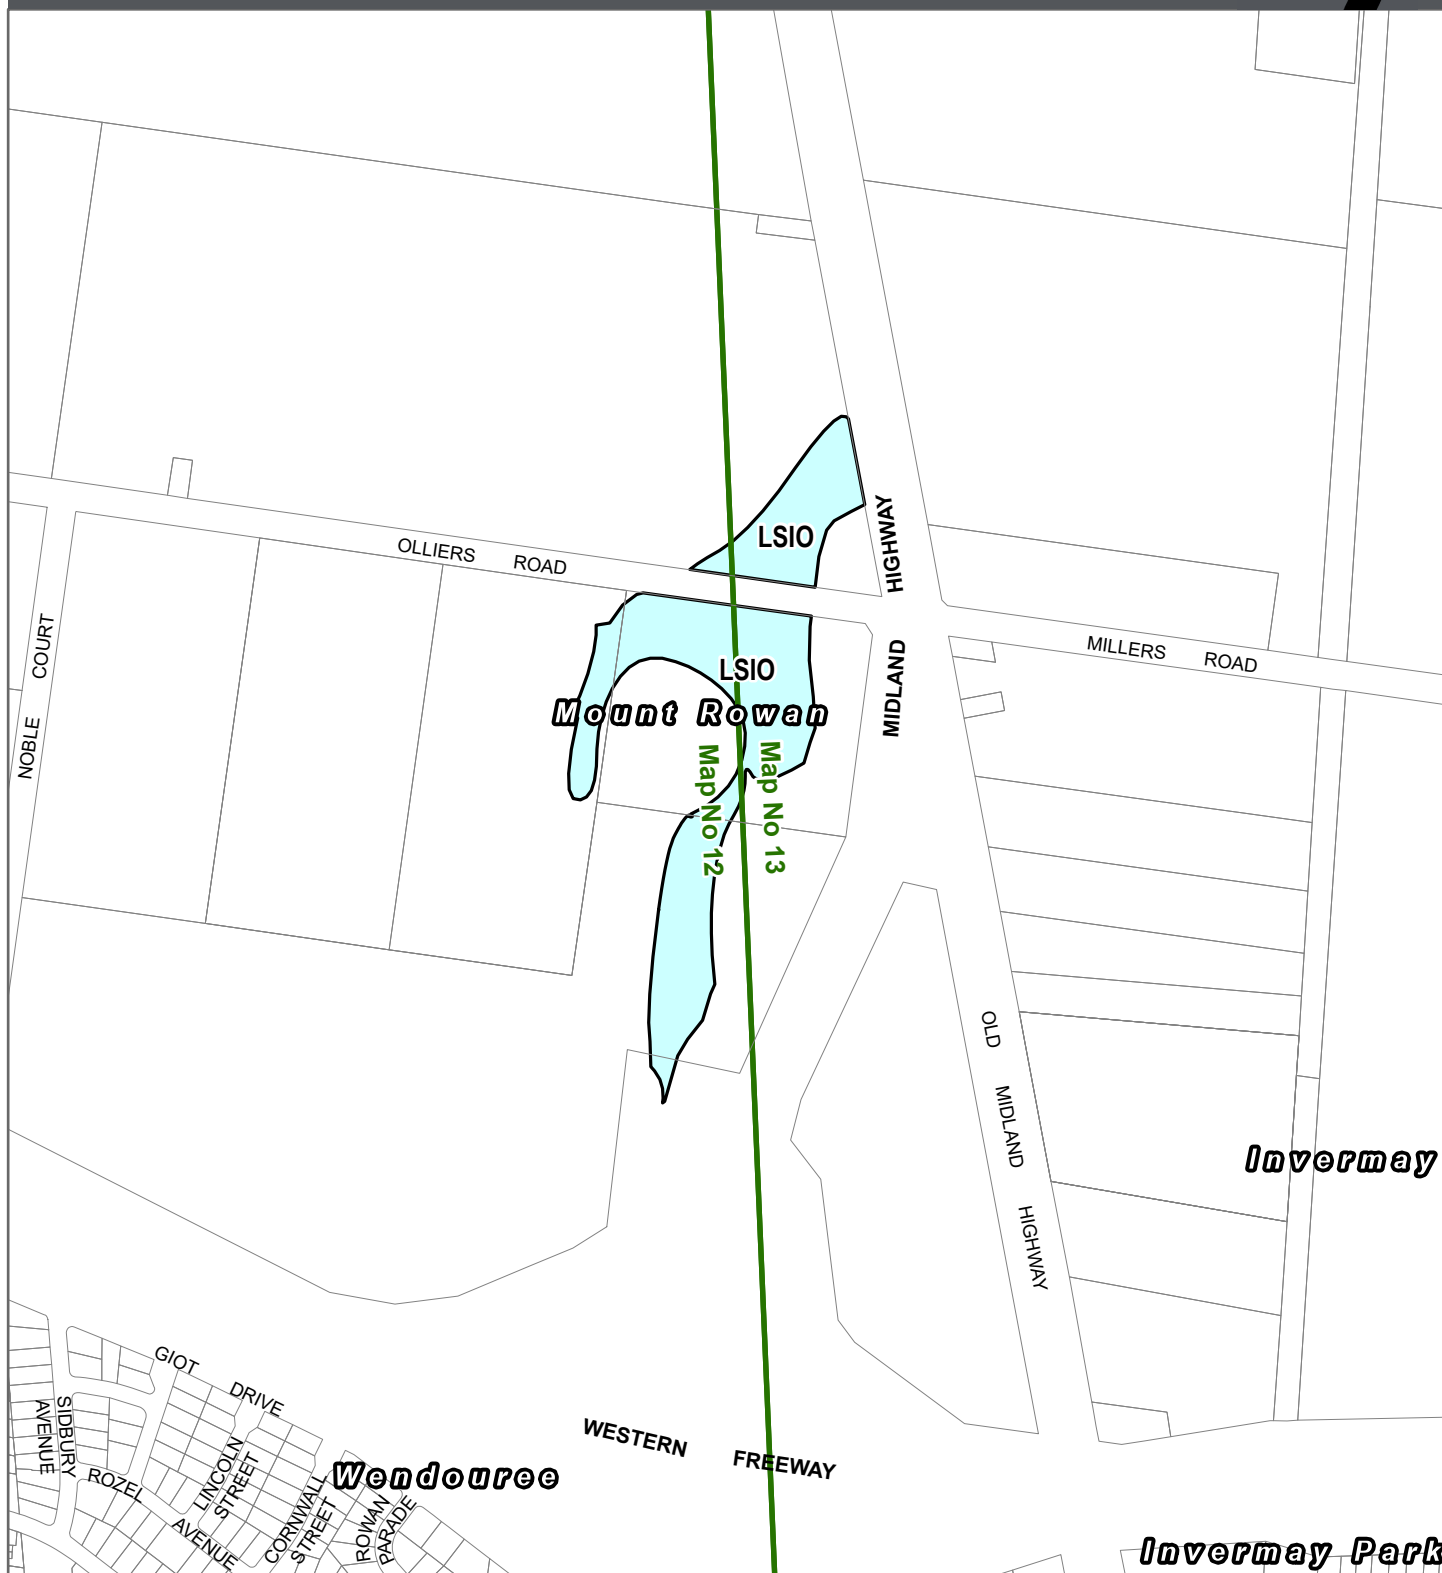 LSIO
HIGHWAY
OLLIERS ROAD
NOBLE COURT
MIDLAND
MILLERS ROAD
LSIO
Mount Rowan
Map No 12
Map No 13
OLD MIDLAND HIGHWAY
Invermay
GIOT DRIVE
SIDBURY
AVENUE
WESTERN FREEWAY
Wendouree
LINCOLN
STREET
ROZEL AVENUE
CORNWALL
STREET
ROWAN
PARADE
Invermay Park